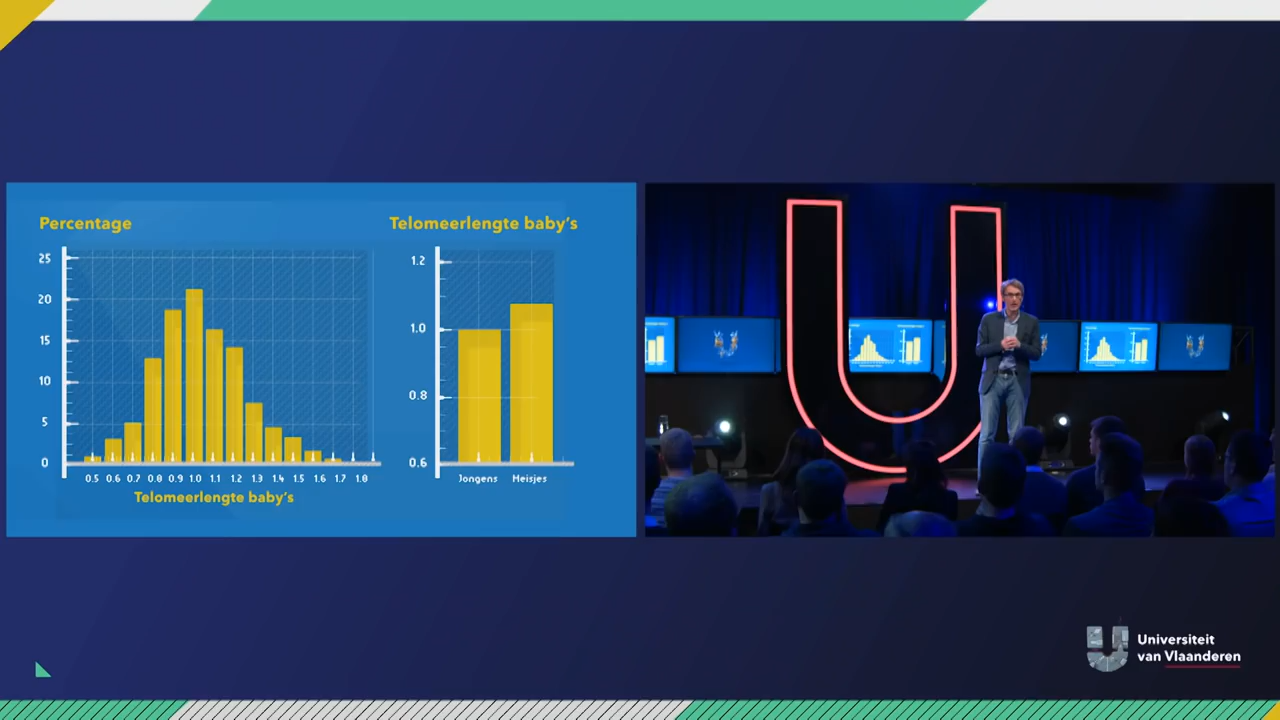 Percentage
25
20
15
10
5
0
0.5 0.6 0.7 0.8 0.9 1.0 1.1 1.2 1.3 1.4 1.5 1.6 1.7 1.8
Telomeerlengte baby's
Telomeerlengte baby's
1.2
1.0
0.8
0.6
Jongens Meisjes
Universiteit
van Vlaanderen